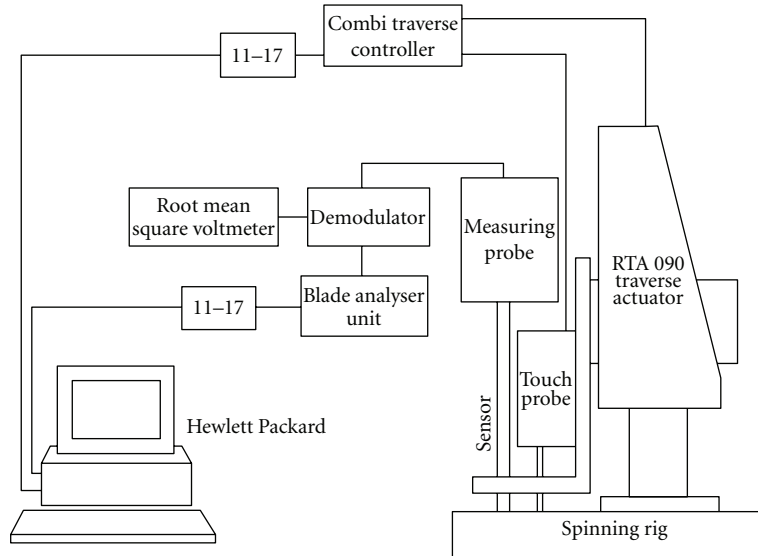 Combi traverse
controller
11–17
Root mean
square voltmeter
Demodulator
Measuring
probe
RTA 090
traverse
actuator
11–17
Blade analyser
unit
Touch
probe
Sensor
Hewlett Packard
Spinning rig